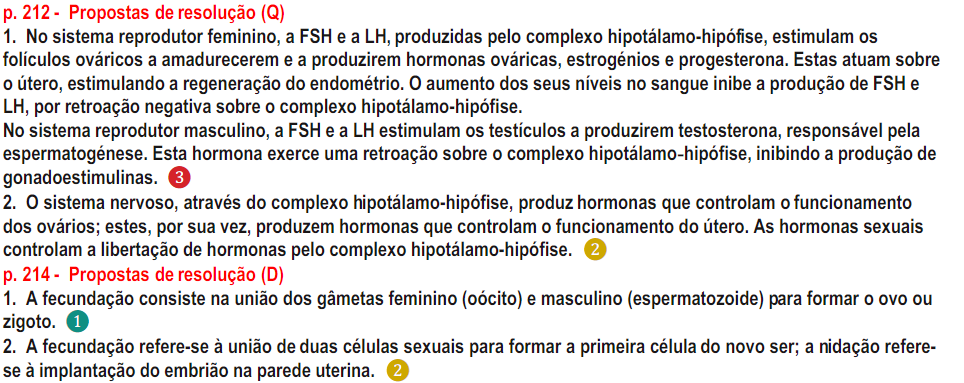 p. 212 - Propostas de resolução (Q)
1. No sistema reprodutor feminino, a FSH e a LH, produzidas pelo complexo hipotálamo-hipófise, estimulam os
folículos ováricos a amadurecerem e a produzirem hormonas ováricas, estrogénios e progesterona. Estas atuam sobre
o útero, estimulando a regeneração do endométrio. O aumento dos seus níveis no sangue inibe a produção de FSH e
LH, por retroação negativa sobre o complexo hipotálamo-hipófise.
No sistema reprodutor masculino, a FSH e a LH estimulam os testículos a produzirem testosterona, responsável pela
espermatogénese. Esta hormona exerce uma retroação sobre o complexo hipotálamo-hipófise, inibindo a produção de
gonadoestimulinas. 3
2. O sistema nervoso, através do complexo hipotálamo-hipófise, produz hormonas que controlam o funcionamento
dos ovários; estes, por sua vez, produzem hormonas que controlam o funcionamento do útero. As hormonas sexuais
controlam a libertação de hormonas pelo complexo hipotálamo-hipófise. 2
p. 214 - Propostas de resolução (D)
1. A fecundação consiste na união dos gâmetas feminino (oócito) e masculino (espermatozoide) para formar o ovo ou
zigoto. 1
2. A fecundação refere-se à união de duas células sexuais para formar a primeira célula do novo ser; a nidação refere-
se à implantação do embrião na parede uterina. 2